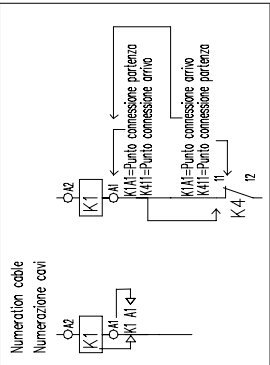 Numeration cable
Numerazione cavi
A2
K1
A1
K1 A1
A2
K1
A1
K1A1=Punto connessione partenza
K411=Punto connessione arrivo
K1A1=Punto connessione arrivo
K411=Punto connessione partenza
11
K4
12